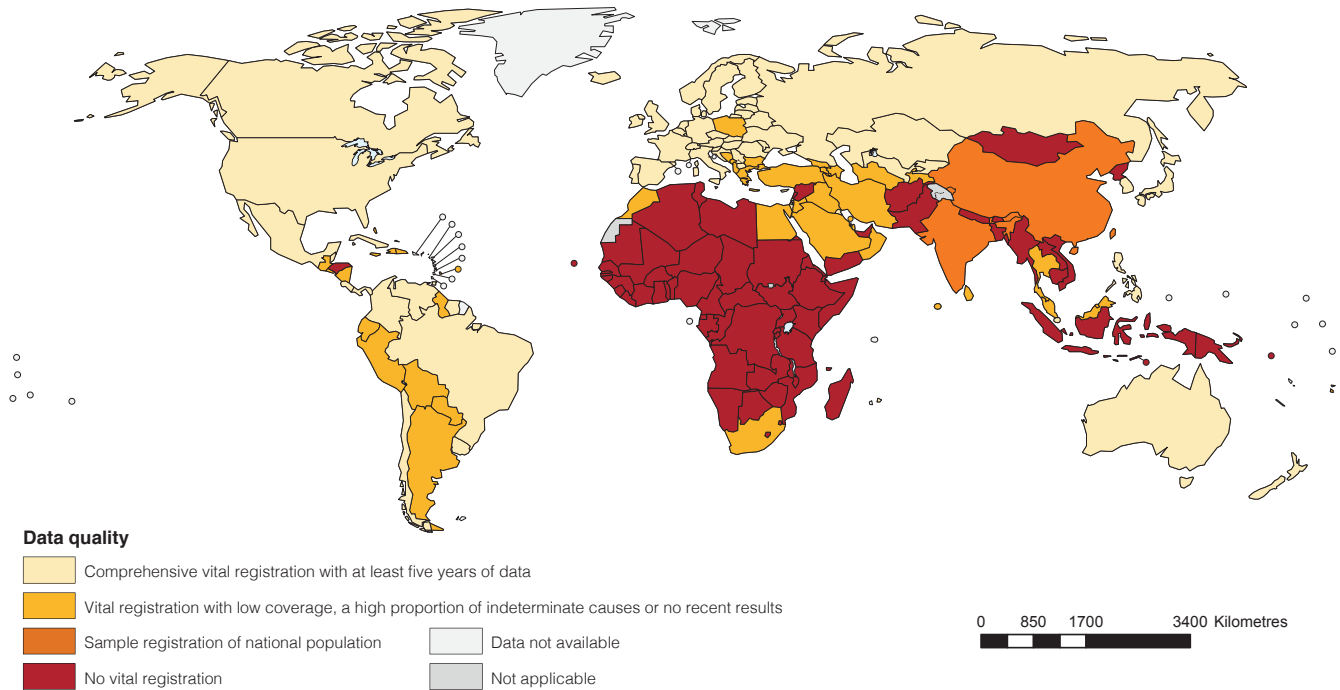 Data quality
Comprehensive vital registration with at least five years of data
Vital registration with low coverage, a high proportion of indeterminate causes or no recent results
Sample registration of national population
Data not available
No vital registration
Not applicable
0 850 1700 3400 Kilometres